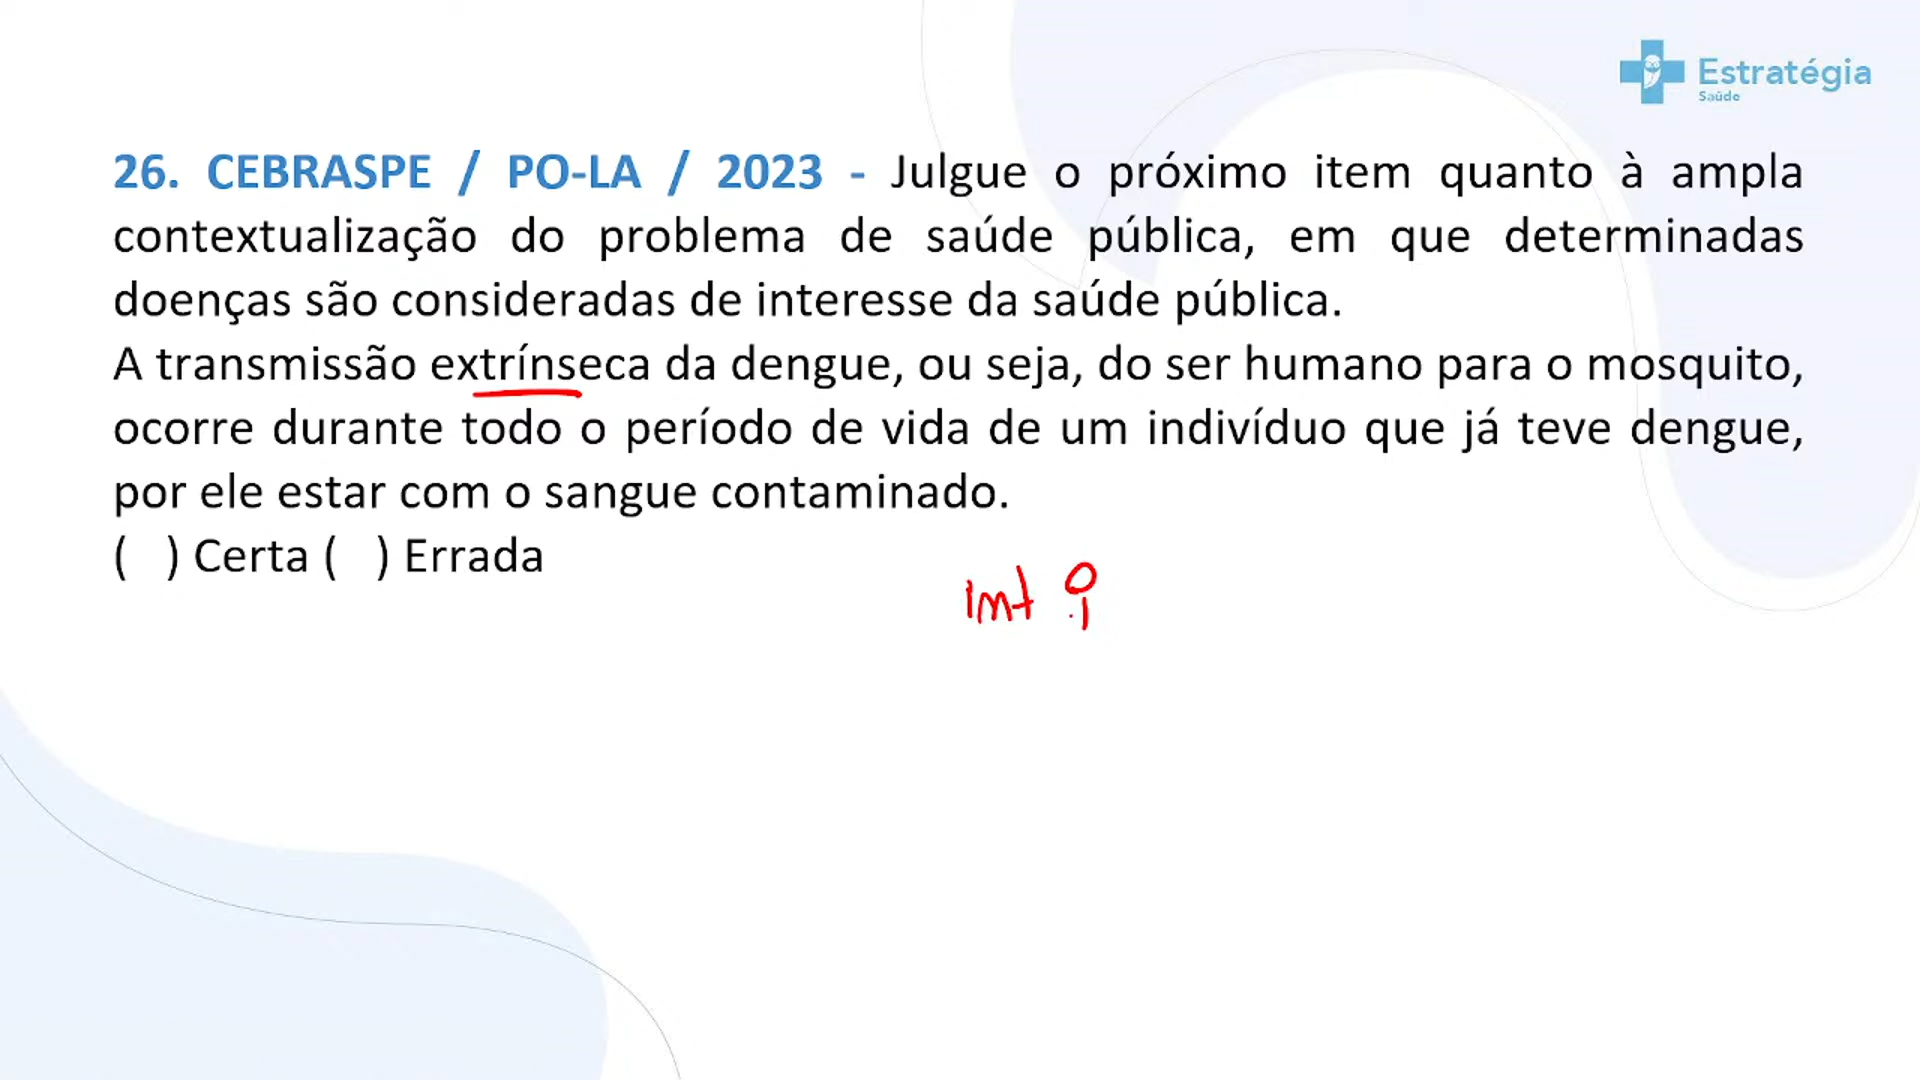 Estratégia
Saúde
26. CEBRASPE / PO-LA / 2023 - Julgue o próximo item quanto à ampla
contextualização do problema de saúde pública, em que determinadas
doenças são consideradas de interesse da saúde pública.
A transmissão extrínseca da dengue, ou seja, do ser humano para o mosquito,
ocorre durante todo o período de vida de um indivíduo que já teve dengue,
por ele estar com o sangue contaminado.
( ) Certa ( ) Errada
int